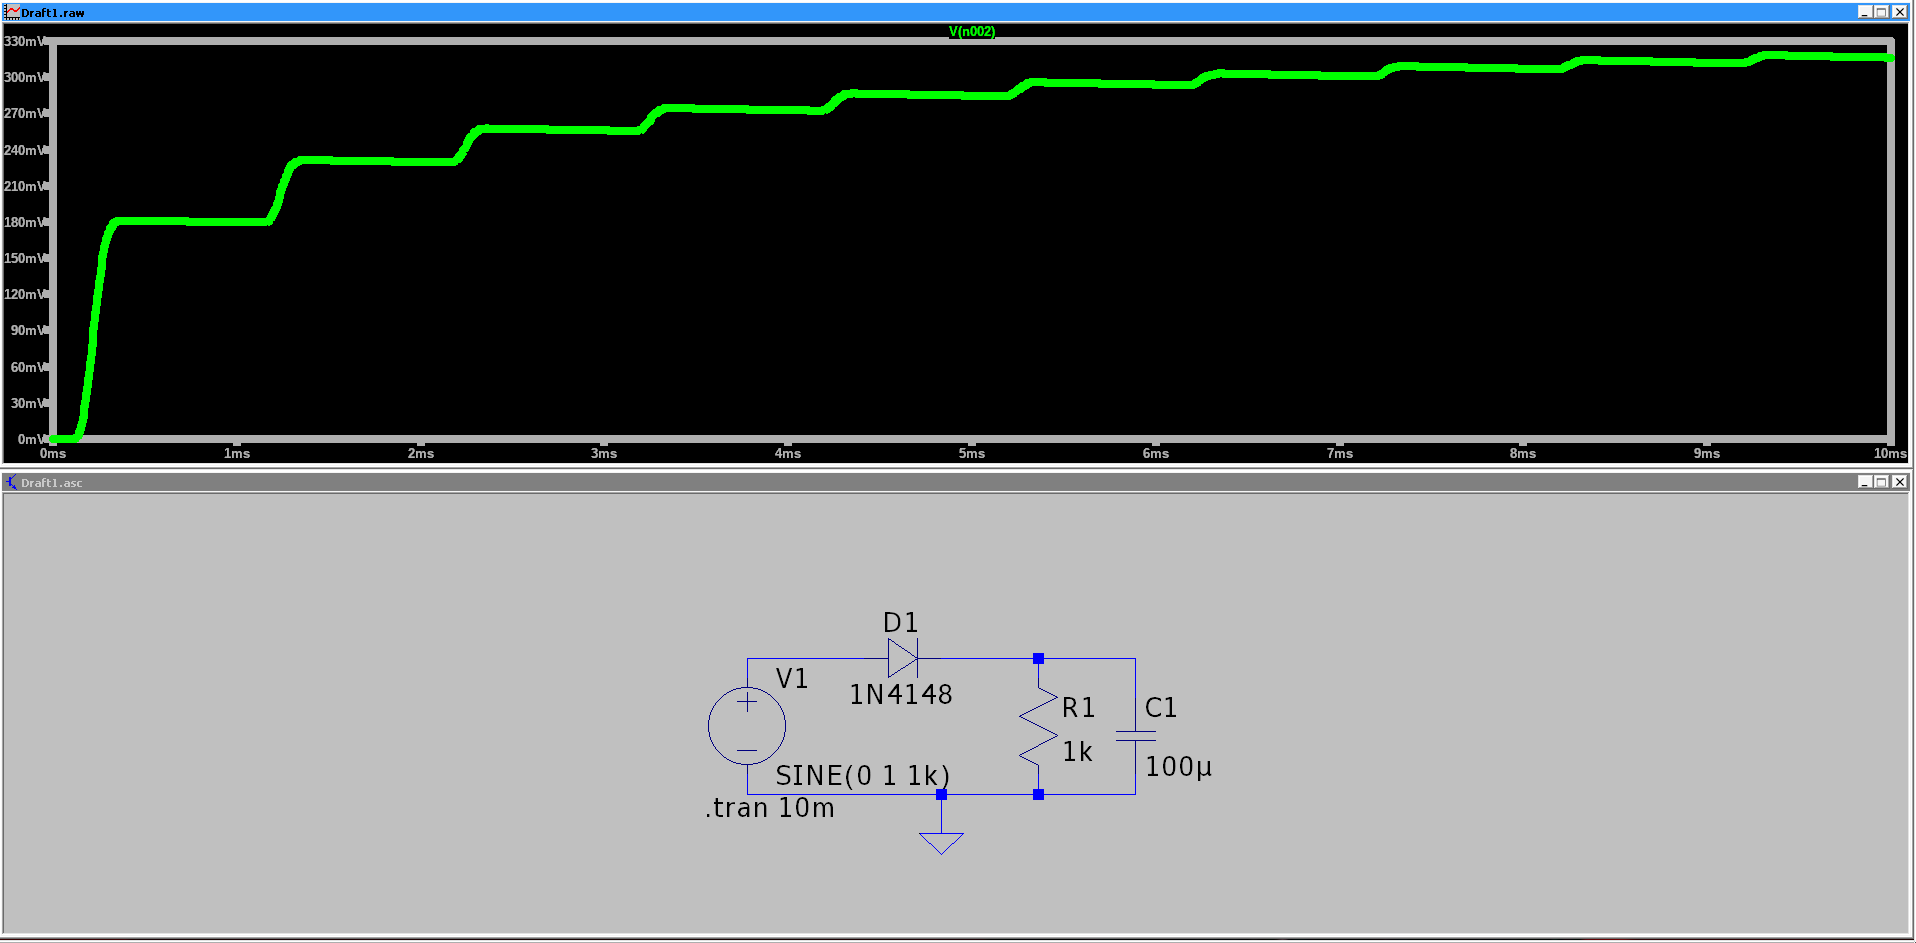 Draft1.raw
V(n002)
330mV
300mV
270mV
240mV
210mV
180mV
150mV
120mV
90mV
60mV
30mV
0mV
0ms 1ms 2ms 3ms 4ms 5ms 6ms 7ms 8ms 9ms 10ms
Draft1.asc
D1
V1
1N4148
R1
C1
1k
100µ
SINE(0 1 1k)
.tran 10m